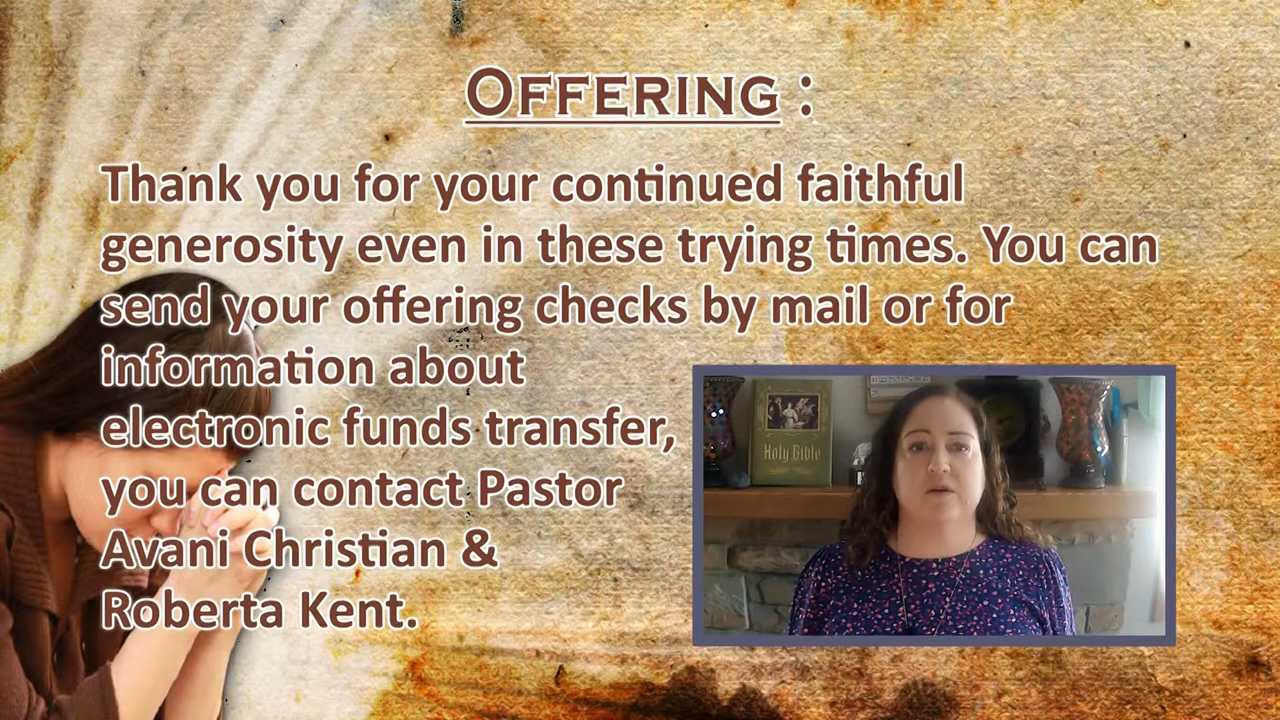 OFFERING :
Thank you for your continued faithful
generosity even in these trying times. You can
send your offering checks by mail or for
information about
electronic funds transfer,
you can contact Pastor
Avani Christian &
Roberta Kent.
Holy Bible